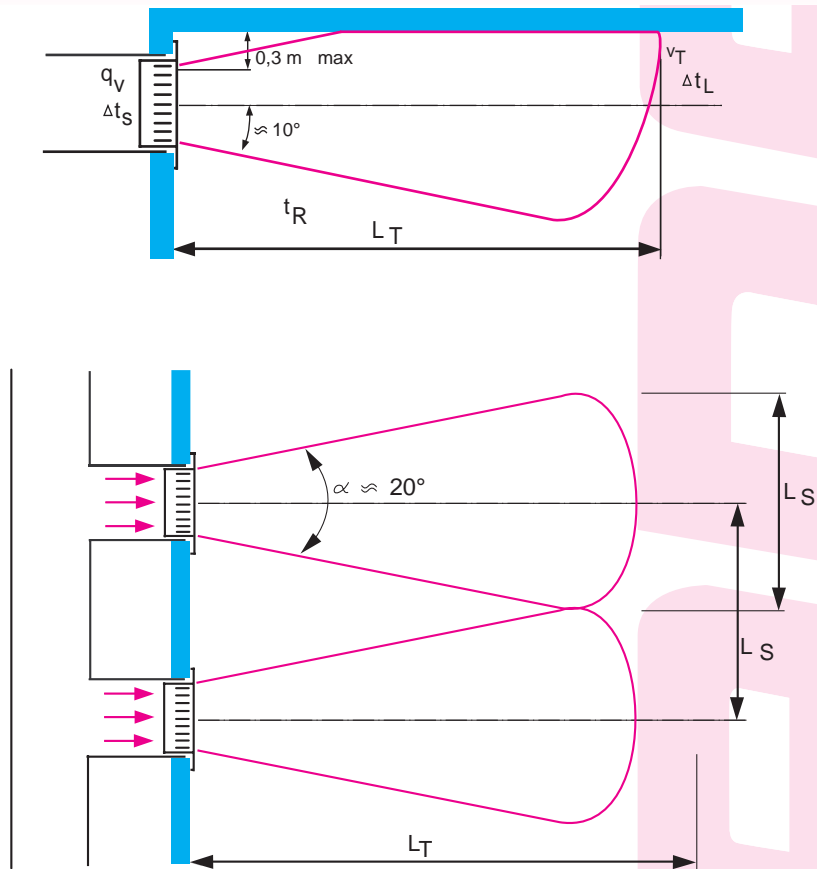 0,3 m max
q_v
v_T
Δt_L
Δt_S
≈ 10°
t_R
L_T
α ≈ 20°
L_S
L_S
L_T